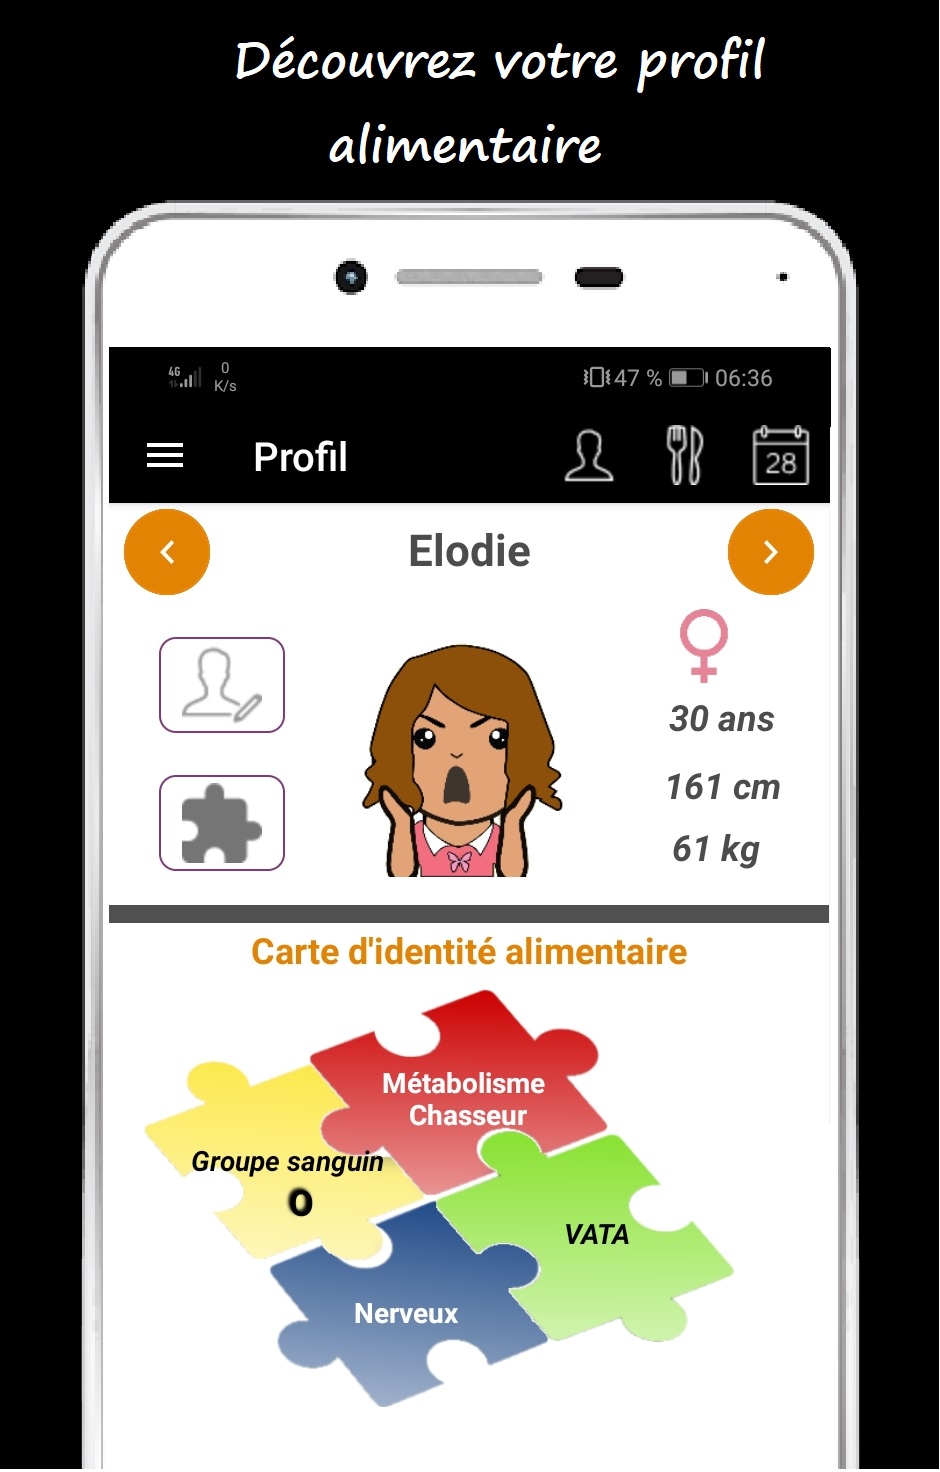 Découvrez votre profil
alimentaire
4G
0
K/s
47 %
06:36
Profil
28
Elodie
30 ans
161 cm
61 kg
Carte d'identité alimentaire
Métabolisme
Chasseur
Groupe sanguin
O
VATA
Nerveux